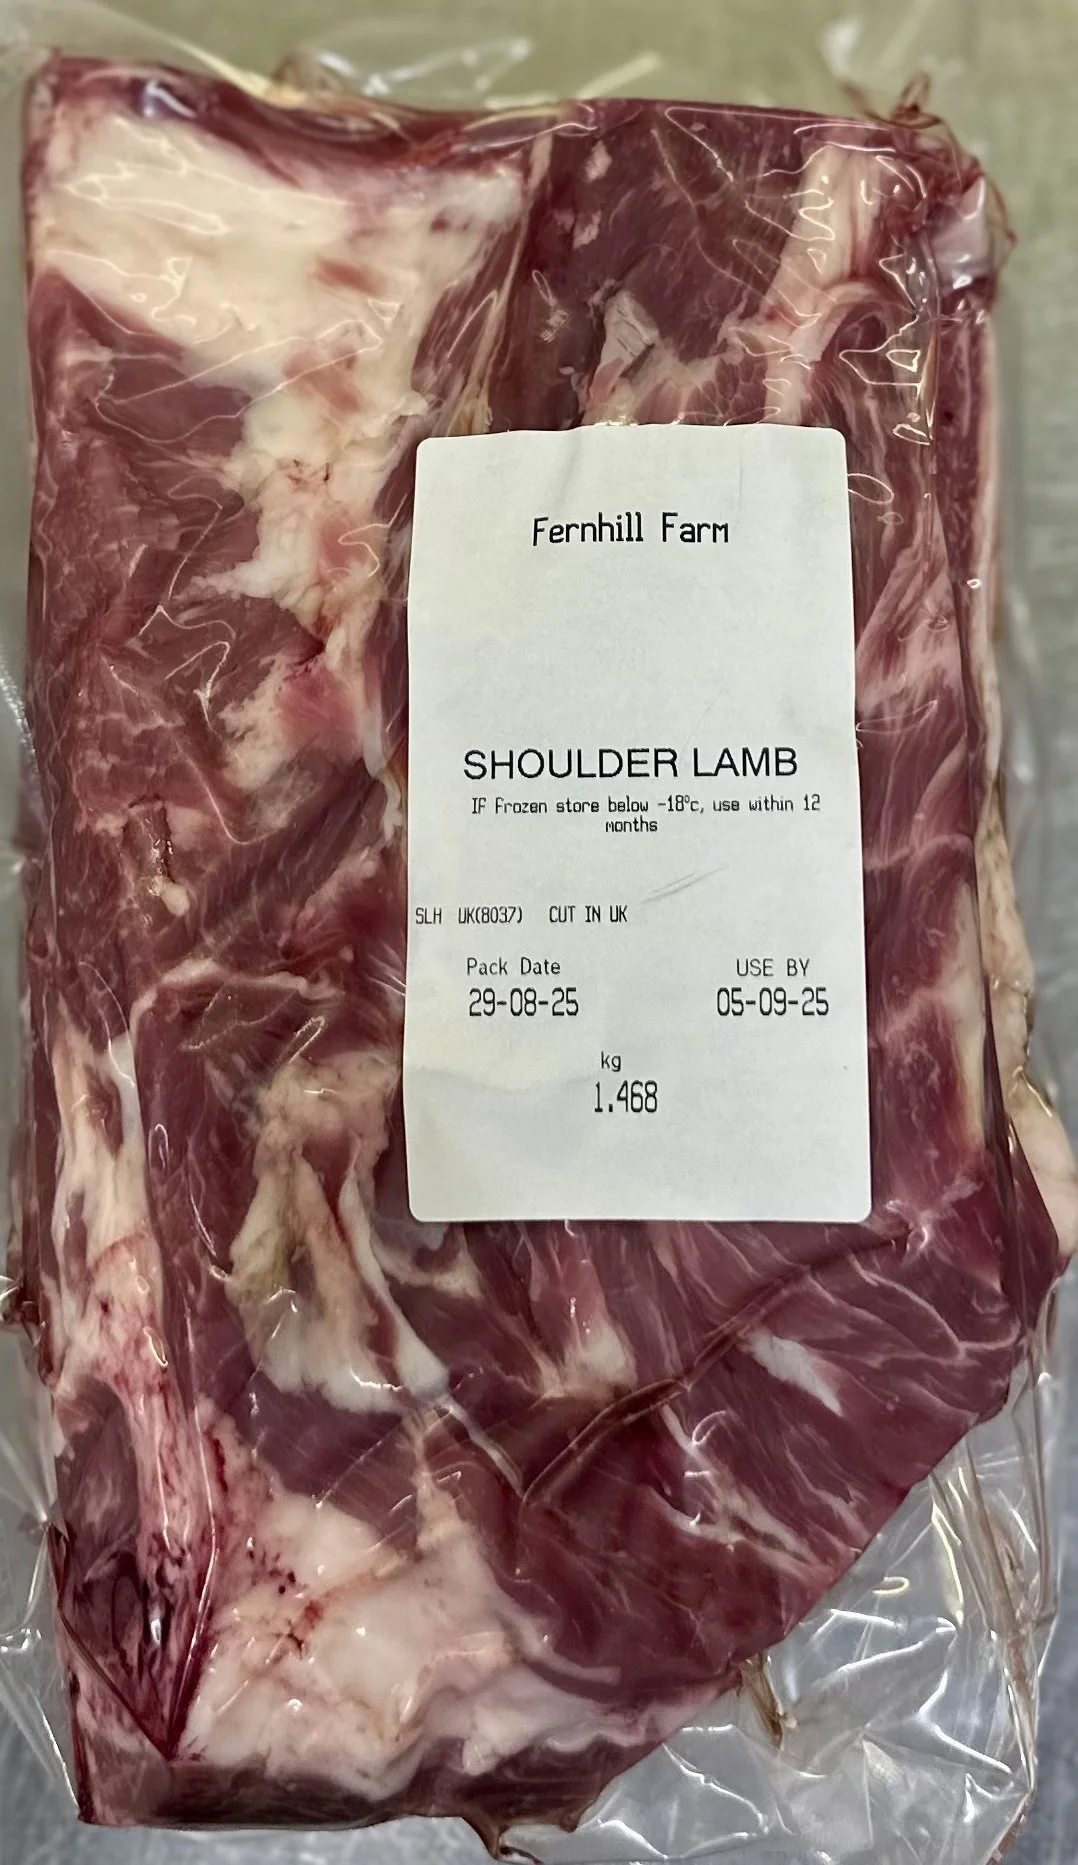 Fernhill Farm
SHOULDER LAMB
IF Frozen store below -18ºc, use within 12
months
SLH UK(8037) CUT IN UK
Pack Date USE BY
29-08-25 05-09-25
kg
1.468